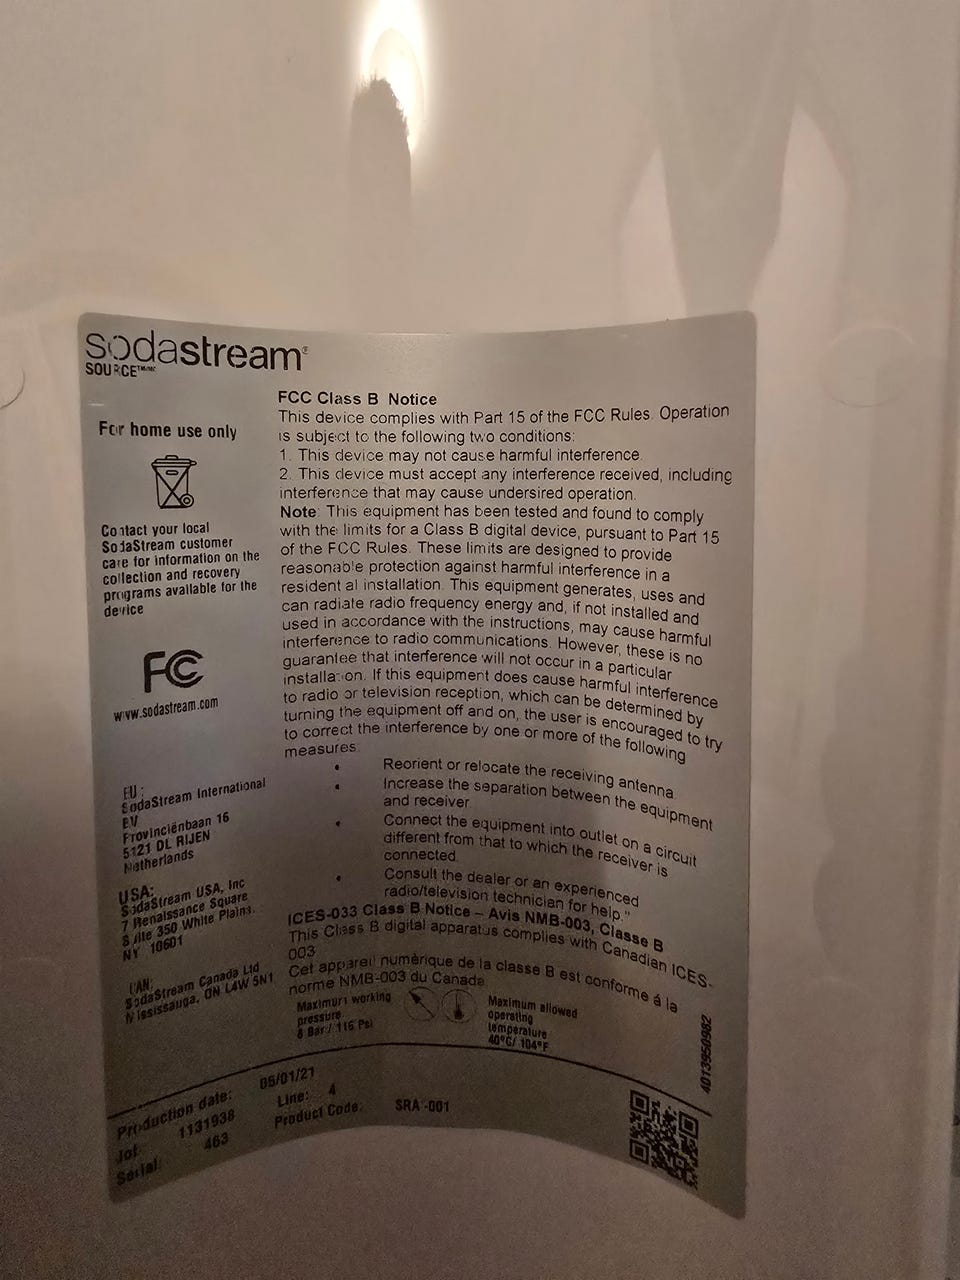 sodastream®
SOURCE™/MC
For home use only
Contact your local
SodaStream customer
care for information on the
collection and recovery
programs available for the
device
FC
www.sodastream.com
EU:
SodaStream International
BV
Provinciënbaan 16
5121 DL RIJEN
Netherlands
USA:
SodaStream USA, Inc
7 Renaissance Square
Suite 350 White Plains,
NY 10601
CAN:
SodaStream Canada Ltd
Mississauga, ON L4W 5N1
FCC Class B Notice
This device complies with Part 15 of the FCC Rules. Operation
is subject to the following two conditions:
1. This device may not cause harmful interference.
2. This device must accept any interference received, including
interference that may cause undersired operation.
Note: This equipment has been tested and found to comply
with the limits for a Class B digital device, pursuant to Part 15
of the FCC Rules. These limits are designed to provide
reasonable protection against harmful interference in a
residential installation. This equipment generates, uses and
can radiate radio frequency energy and, if not installed and
used in accordance with the instructions, may cause harmful
interference to radio communications. However, these is no
guarantee that interference will not occur in a particular
installation. If this equipment does cause harmful interference
to radio or television reception, which can be determined by
turning the equipment off and on, the user is encouraged to try
to correct the interference by one or more of the following
measures:
• Reorient or relocate the receiving antenna
• Increase the separation between the equipment
and receiver
• Connect the equipment into outlet on a circuit
different from that to which the receiver is
connected.
• Consult the dealer or an experienced
radio/television technician for help."
ICES-033 Class B Notice – Avis NMB-003, Classe B
This Class B digital apparatus complies with Canadian ICES-
003
Cet appareil numérique de la classe B est conforme á la
norme NMB-003 du Canada
Maximum working
pressure
8 Bar / 116 Psi
Maximum allowed
operating
temperature
40°C/ 104°F
4013950982
Production date: 05/01/21
Jot 1131938 Line: 4
Serial: 463 Product Code: SRA-001